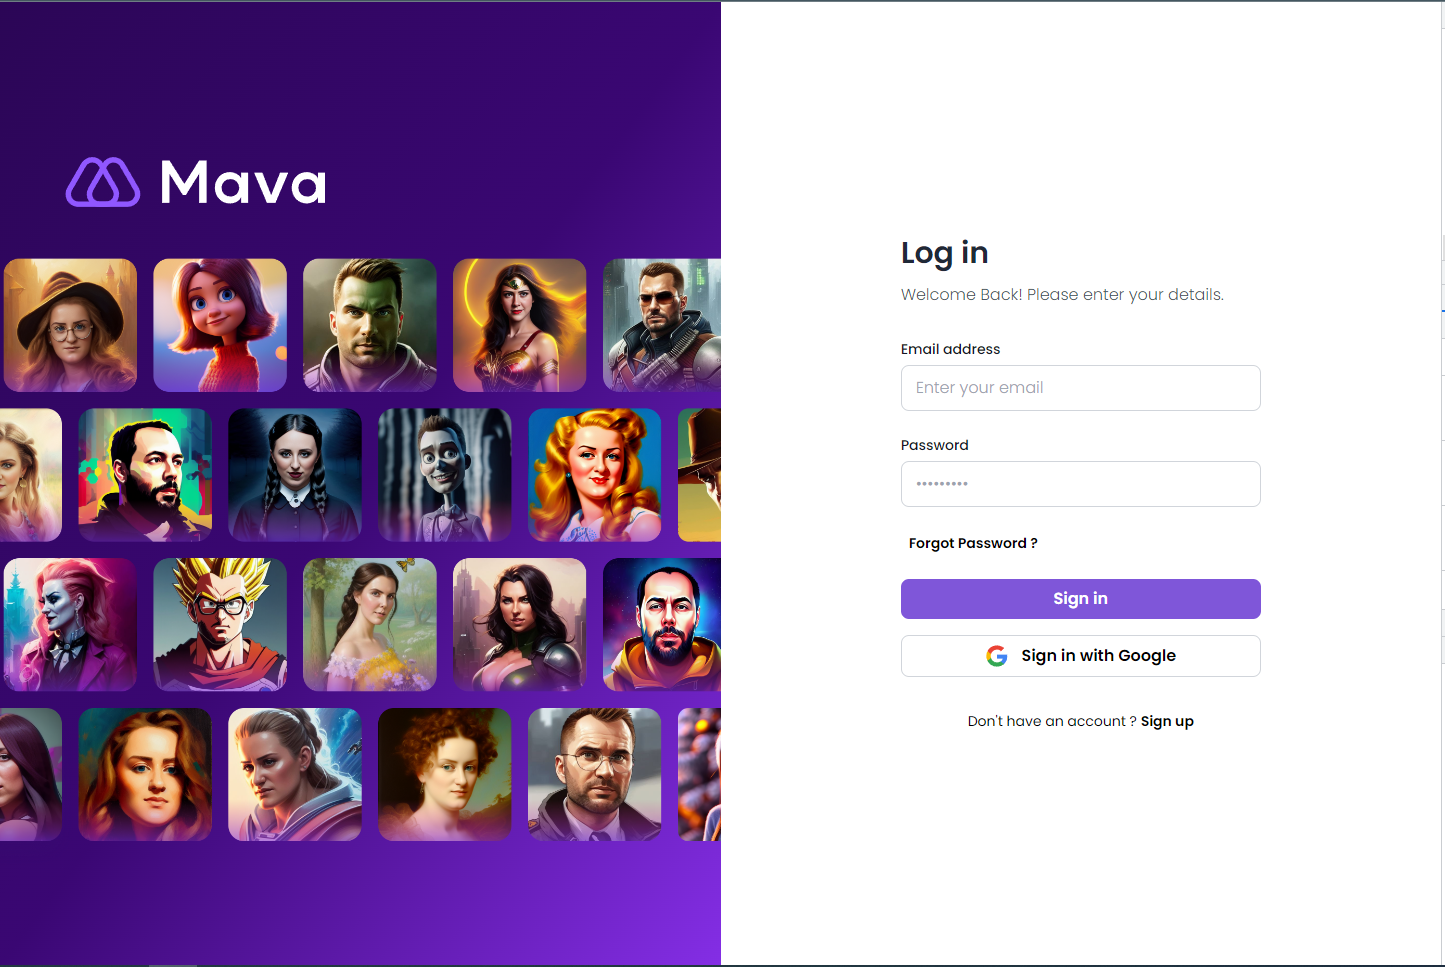 Mava
Log in
Welcome Back! Please enter your details.
Email address
Enter your email
Password
•••••••••
Forgot Password ?
Sign in
Sign in with Google
Don't have an account ? Sign up